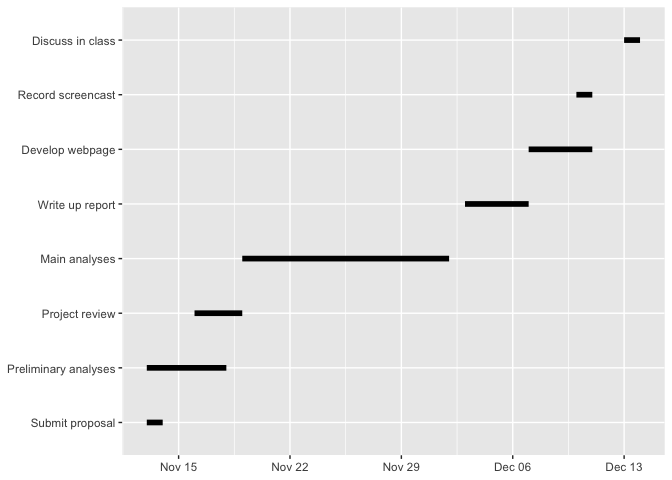 Discuss in class
Record screencast
Develop webpage
Write up report
Main analyses
Project review
Preliminary analyses
Submit proposal
Nov 15 Nov 22 Nov 29 Dec 06 Dec 13